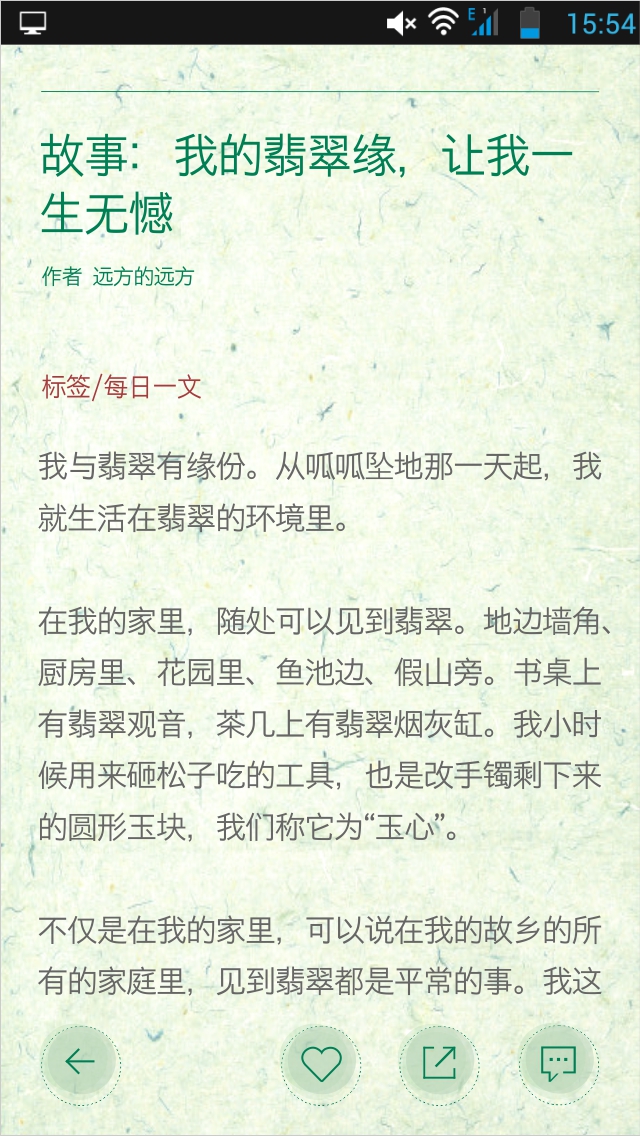 E 1 15:54
故事：我的翡翠缘，让我一
生无憾
作者 远方的远方
标签/每日一文
我与翡翠有缘份。从呱呱坠地那一天起，我
就生活在翡翠的环境里。
在我的家里，随处可以见到翡翠。地边墙角、
厨房里、花园里、鱼池边、假山旁。书桌上
有翡翠观音，茶几上有翡翠烟灰缸。我小时
候用来砸松子吃的工具，也是改手镯剩下来
的圆形玉块，我们称它为“玉心”。
不仅是在我的家里，可以说在我的故乡的所
有的家庭里，见到翡翠都是平常的事。我这